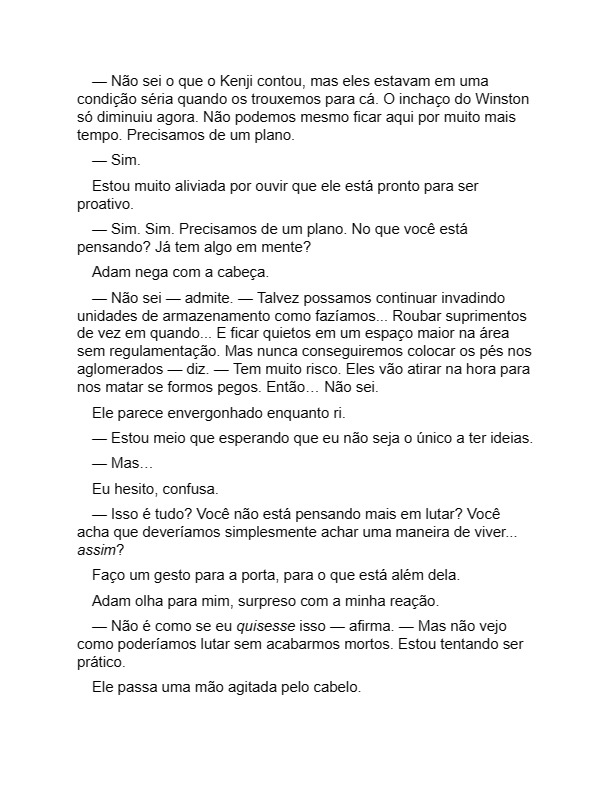 — Não sei o que o Kenji contou, mas eles estavam em uma
condição séria quando os trouxemos para cá. O inchaço do Winston
só diminuiu agora. Não podemos mesmo ficar aqui por muito mais
tempo. Precisamos de um plano.
— Sim.
Estou muito aliviada por ouvir que ele está pronto para ser
proativo.
— Sim. Sim. Precisamos de um plano. No que você está
pensando? Já tem algo em mente?
Adam nega com a cabeça.
— Não sei — admite. — Talvez possamos continuar invadindo
unidades de armazenamento como fazíamos... Roubar suprimentos
de vez em quando... E ficar quietos em um espaço maior na área
sem regulamentação. Mas nunca conseguiremos colocar os pés nos
aglomerados — diz. — Tem muito risco. Eles vão atirar na hora para
nos matar se formos pegos. Então… Não sei.
Ele parece envergonhado enquanto ri.
— Estou meio que esperando que eu não seja o único a ter ideias.
— Mas…
Eu hesito, confusa.
— Isso é tudo? Você não está pensando mais em lutar? Você
acha que deveríamos simplesmente achar uma maneira de viver...
assim?
Faço um gesto para a porta, para o que está além dela.
Adam olha para mim, surpreso com a minha reação.
— Não é como se eu quisesse isso — afirma. — Mas não vejo
como poderíamos lutar sem acabarmos mortos. Estou tentando ser
prático.
Ele passa uma mão agitada pelo cabelo.